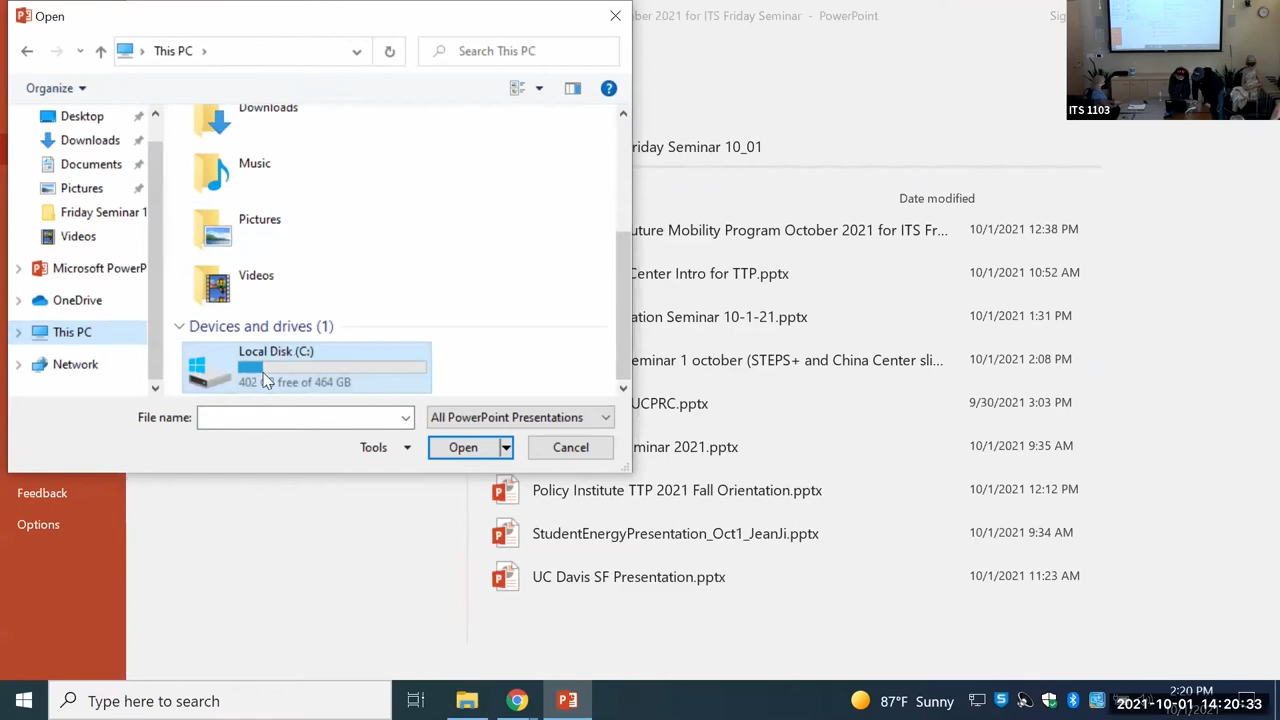 Open
ber 2021 for ITS Friday Seminar - PowerPoint
Sig
ITS 1103
This PC
Search This PC
Organize
Desktop
Downloads
Documents
Pictures
Friday Seminar 1
Videos
Microsoft PowerP
OneDrive
This PC
Network
Downloads
Music
Pictures
Videos
Devices and drives (1)
Local Disk (C:)
402 free of 464 GB
File name:
All PowerPoint Presentations
Tools
Open
Cancel
Feedback
Options
riday Seminar 10_01
Date modified
uture Mobility Program October 2021 for ITS Fr... 10/1/2021 12:38 PM
Center Intro for TTP.pptx 10/1/2021 10:52 AM
ation Seminar 10-1-21.pptx 10/1/2021 1:31 PM
eminar 1 october (STEPS+ and China Center sli... 10/1/2021 2:08 PM
UCPRC.pptx 9/30/2021 3:03 PM
minar 2021.pptx 10/1/2021 9:35 AM
Policy Institute TTP 2021 Fall Orientation.pptx 10/1/2021 12:12 PM
StudentEnergyPresentation_Oct1_JeanJi.pptx 10/1/2021 9:34 AM
UC Davis SF Presentation.pptx 10/1/2021 11:23 AM
Type here to search
87°F Sunny
2:20 PM
2021-10-01 14:20:33